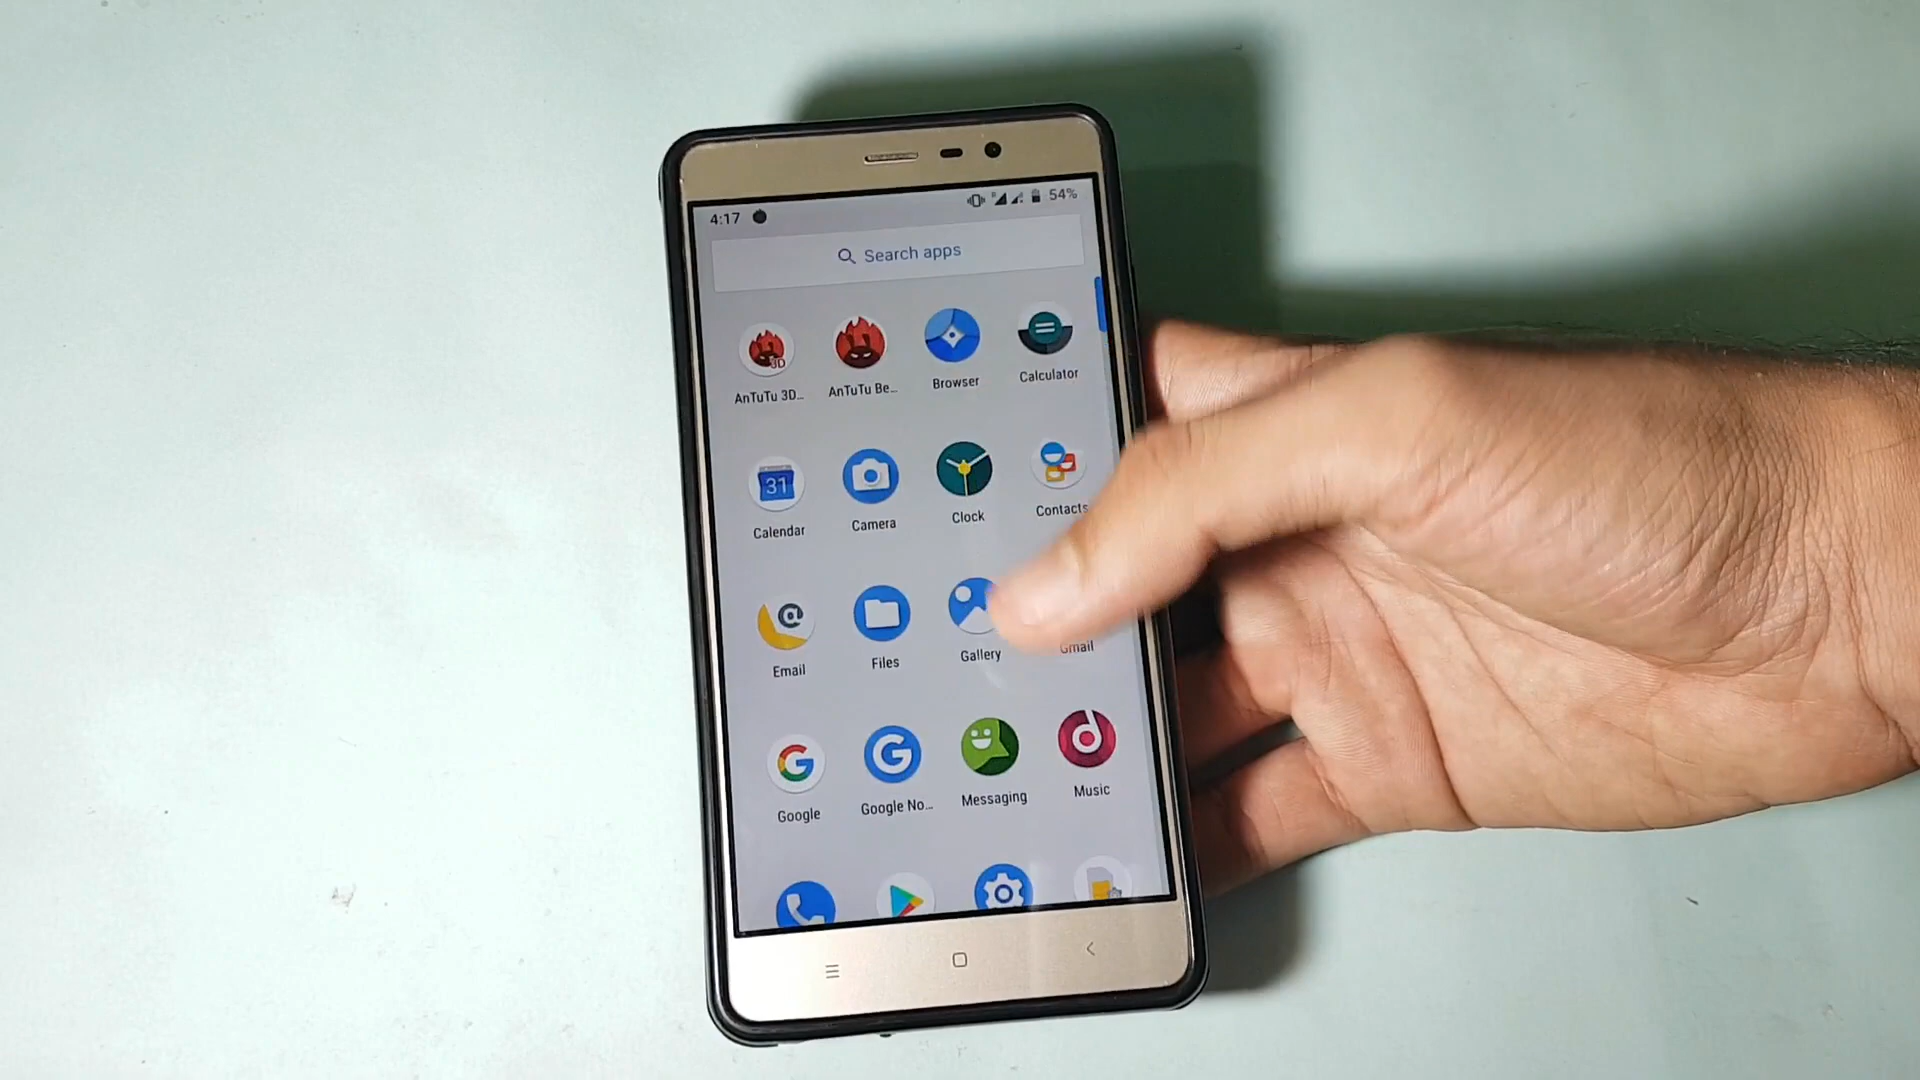 4:17
R
54%
Search apps
3D
AnTuTu 3D...
AnTuTu Be...
Browser
Calculator
31
Calendar
Camera
Clock
Contacts
@
Email
Files
Gallery
Gmail
G
Google
G
Google No...
Messaging
Music